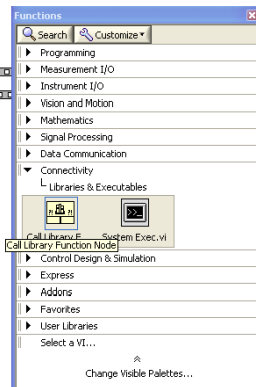 Functions
Search Customize
Programming
Measurement I/O
Instrument I/O
Vision and Motion
Mathematics
Signal Processing
Data Communication
Connectivity
Libraries & Executables
Call Library F... System Exec.vi
Call Library Function Node
Control Design & Simulation
Express
Addons
Favorites
User Libraries
Select a VI...
Change Visible Palettes...